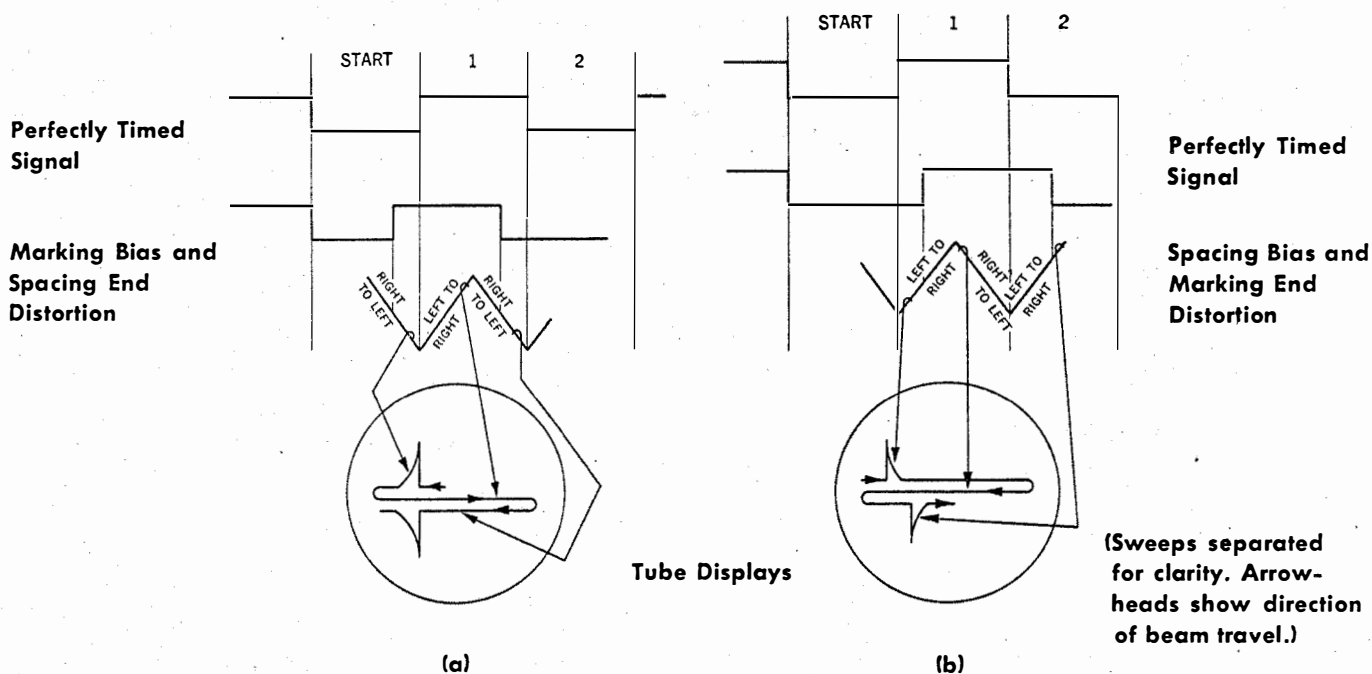 START 1 2
START 1 2
Perfectly Timed
Signal
Marking Bias and
Spacing End
Distortion
RIGHT
TO LEFT
LEFT TO
RIGHT
RIGHT
TO LEFT
Perfectly Timed
Signal
Spacing Bias and
Marking End
Distortion
LEFT TO
RIGHT
RIGHT
TO LEFT
LEFT TO
RIGHT
Tube Displays
(Sweeps separated
for clarity. Arrow-
heads show direction
of beam travel.)
(a)
(b)